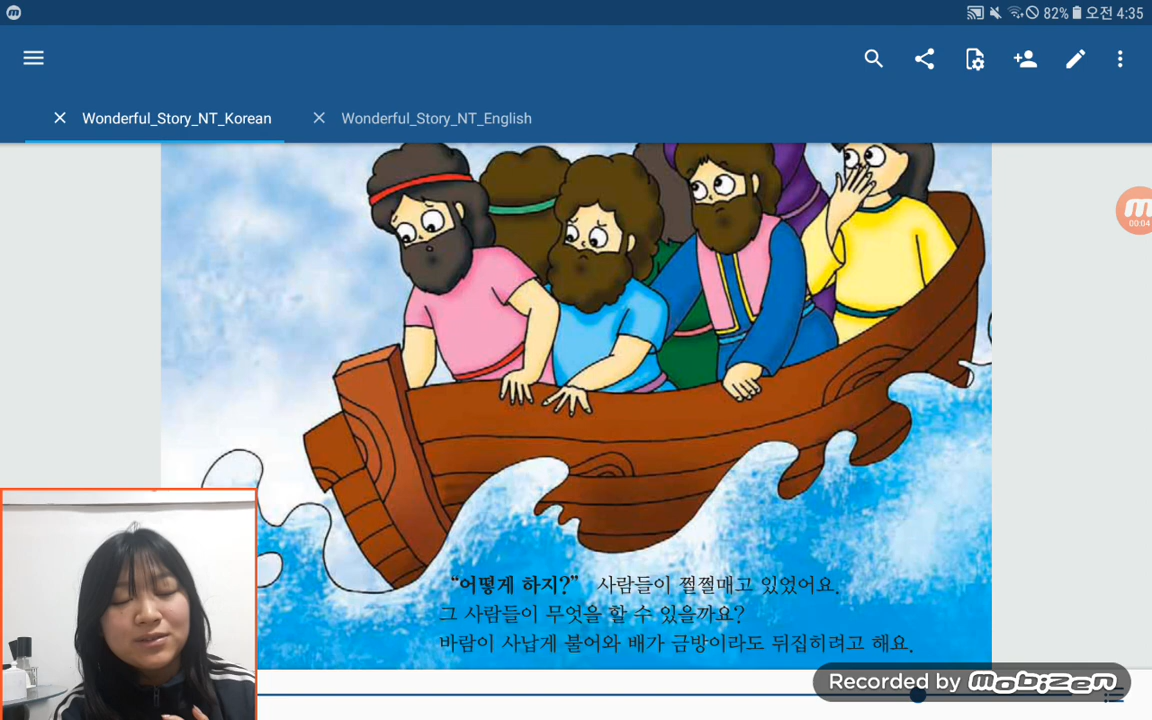 82% 오전 4:35
Wonderful_Story_NT_Korean
Wonderful_Story_NT_English
00:04
“어떻게 하지?” 사람들이 쩔쩔매고 있었어요.
그 사람들이 무엇을 할 수 있을까요?
바람이 사납게 불어와 배가 금방이라도 뒤집히려고 해요.
Recorded by mobizen